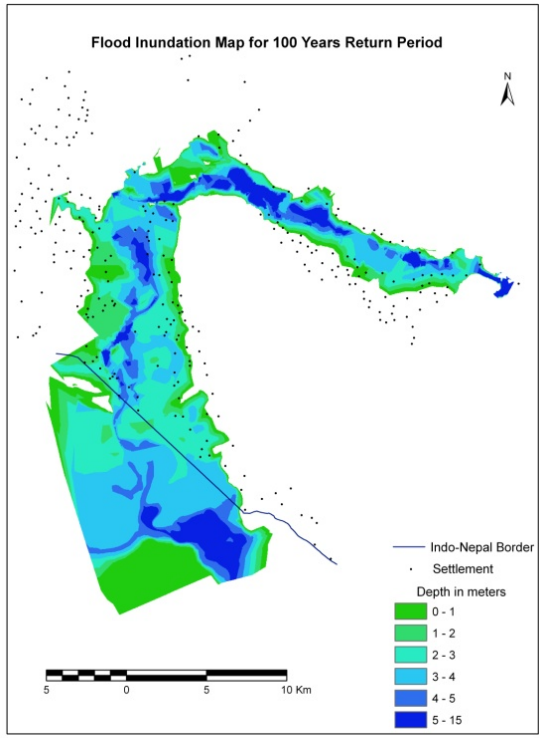 Flood Inundation Map for 100 Years Return Period
N
Indo-Nepal Border
Settlement
Depth in meters
0 - 1
1 - 2
2 - 3
3 - 4
4 - 5
5 - 15
5 0 5 10 Km